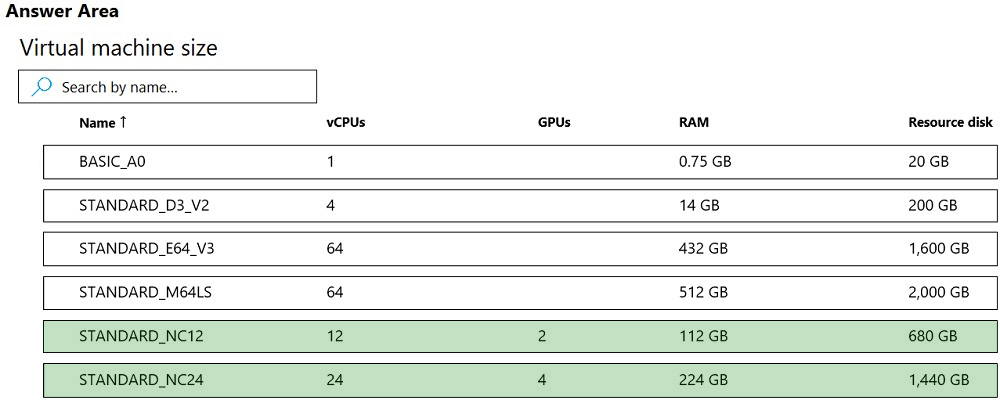 Answer Area
Virtual machine size
Search by name...
Name ↑ vCPUs GPUs RAM Resource disk
BASIC_A0 1 0.75 GB 20 GB
STANDARD_D3_V2 4 14 GB 200 GB
STANDARD_E64_V3 64 432 GB 1,600 GB
STANDARD_M64LS 64 512 GB 2,000 GB
STANDARD_NC12 12 2 112 GB 680 GB
STANDARD_NC24 24 4 224 GB 1,440 GB